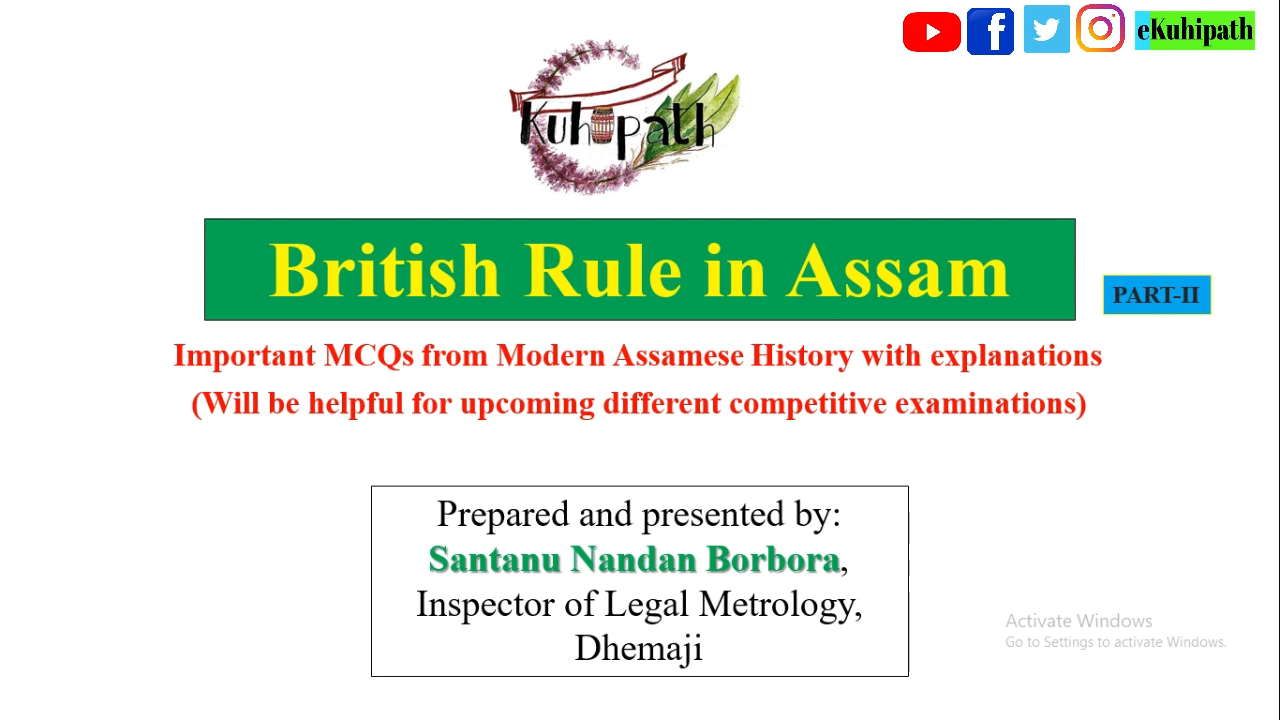 eKuhipath
Kuhipath
British Rule in Assam
PART-II
Important MCQs from Modern Assamese History with explanations
(Will be helpful for upcoming different competitive examinations)
Prepared and presented by:
Santanu Nandan Borbora,
Inspector of Legal Metrology,
Dhemaji
Activate Windows
Go to Settings to activate Windows.